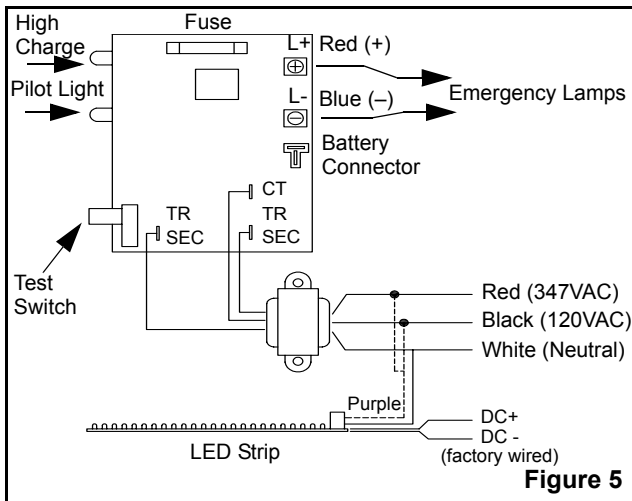 High
Charge
Fuse
L+
Red (+)
Pilot Light
L-
Blue (–)
Emergency Lamps
Battery
Connector
CT
TR
SEC
TR
SEC
Test
Switch
Red (347VAC)
Black (120VAC)
White (Neutral)
Purple
DC+
DC -
(factory wired)
LED Strip
Figure 5